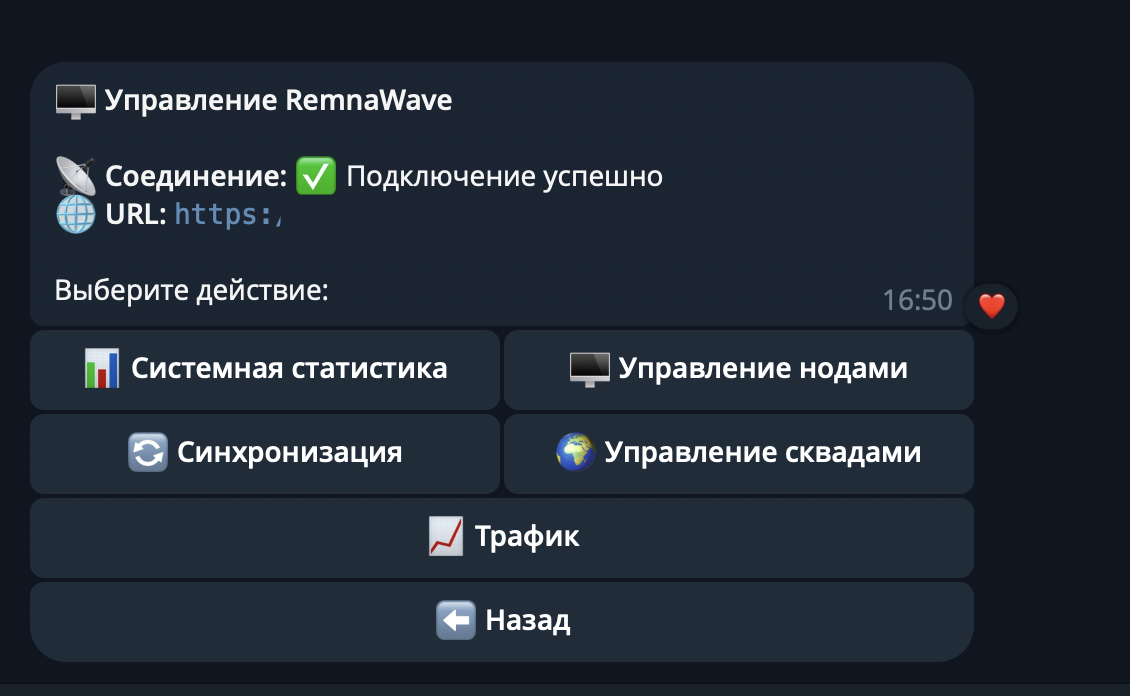 Управление RemnaWave
Соединение: Подключение успешно
URL: https:/
Выберите действие:
16:50
Системная статистика
Управление нодами
Синхронизация
Управление сквадами
Трафик
Назад